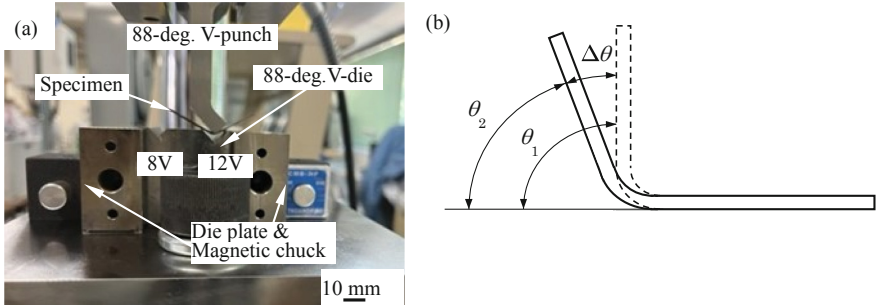 (a)
88-deg. V-punch
Specimen
88-deg.V-die
8V
12V
Die plate &
Magnetic chuck
10 mm
(b)
Δθ
θ2
θ1